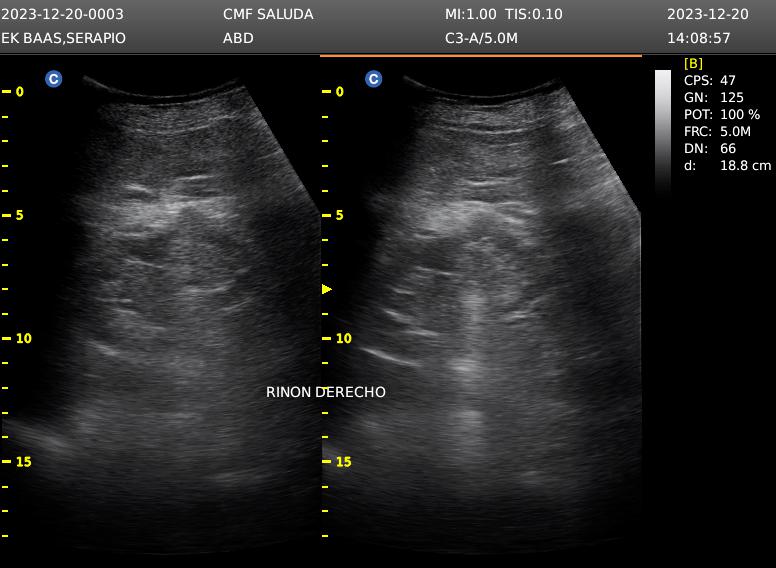 2023-12-20-0003 CMF SALUDA MI:1.00 TIS:0.10 2023-12-20
EK BAAS,SERAPIO ABD C3-A/5.0M 14:08:57
C C
[B]
CPS: 47
GN: 125
POT: 100 %
FRC: 5.0M
DN: 66
d: 18.8 cm
0 0
5 5
10 10
RINON DERECHO
15 15